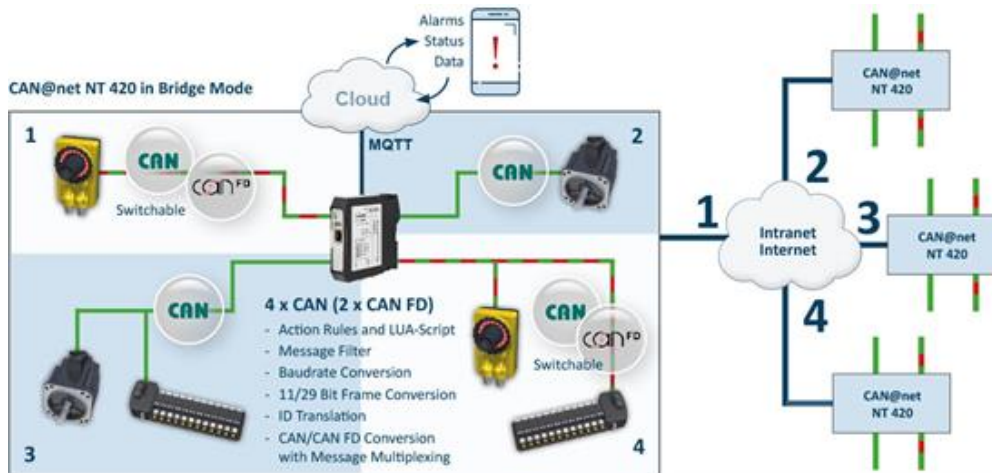 Alarms
Status
Data
!
CAN@net NT 420 in Bridge Mode
Cloud
MQTT
1
CAN
CAN FD
Switchable
2
CAN
3
CAN
4 x CAN (2 x CAN FD)
- Action Rules and LUA-Script
- Message Filter
- Baudrate Conversion
- 11/29 Bit Frame Conversion
- ID Translation
- CAN/CAN FD Conversion
with Message Multiplexing
CAN
CAN FD
Switchable
4
1
Intranet
Internet
2
CAN@net
NT 420
3
CAN@net
NT 420
4
CAN@net
NT 420